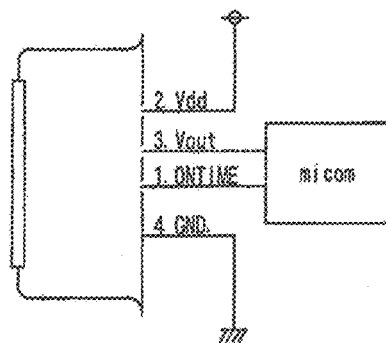 2. Vdd
3. Vout
1. ONTIME
4. GND.
micom